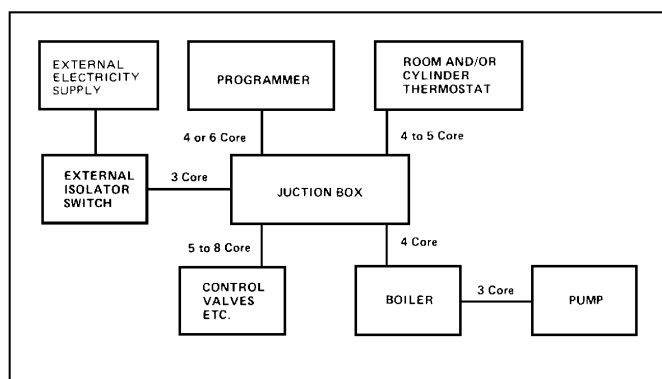 EXTERNAL
ELECTRICITY
SUPPLY
PROGRAMMER
ROOM AND/OR
CYLINDER
THERMOSTAT
4 or 6 Core
4 to 5 Core
EXTERNAL
ISOLATOR
SWITCH
3 Core
JUCTION BOX
5 to 8 Core
4 Core
CONTROL
VALVES
ETC.
BOILER
3 Core
PUMP